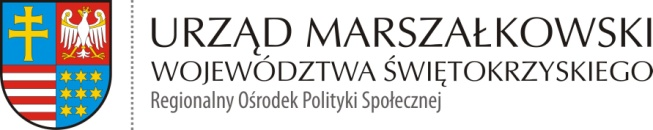 URZĄD MARSZAŁKOWSKI
WOJEWÓDZTWA ŚWIĘTOKRZYSKIEGO
Regionalny Ośrodek Polityki Społecznej